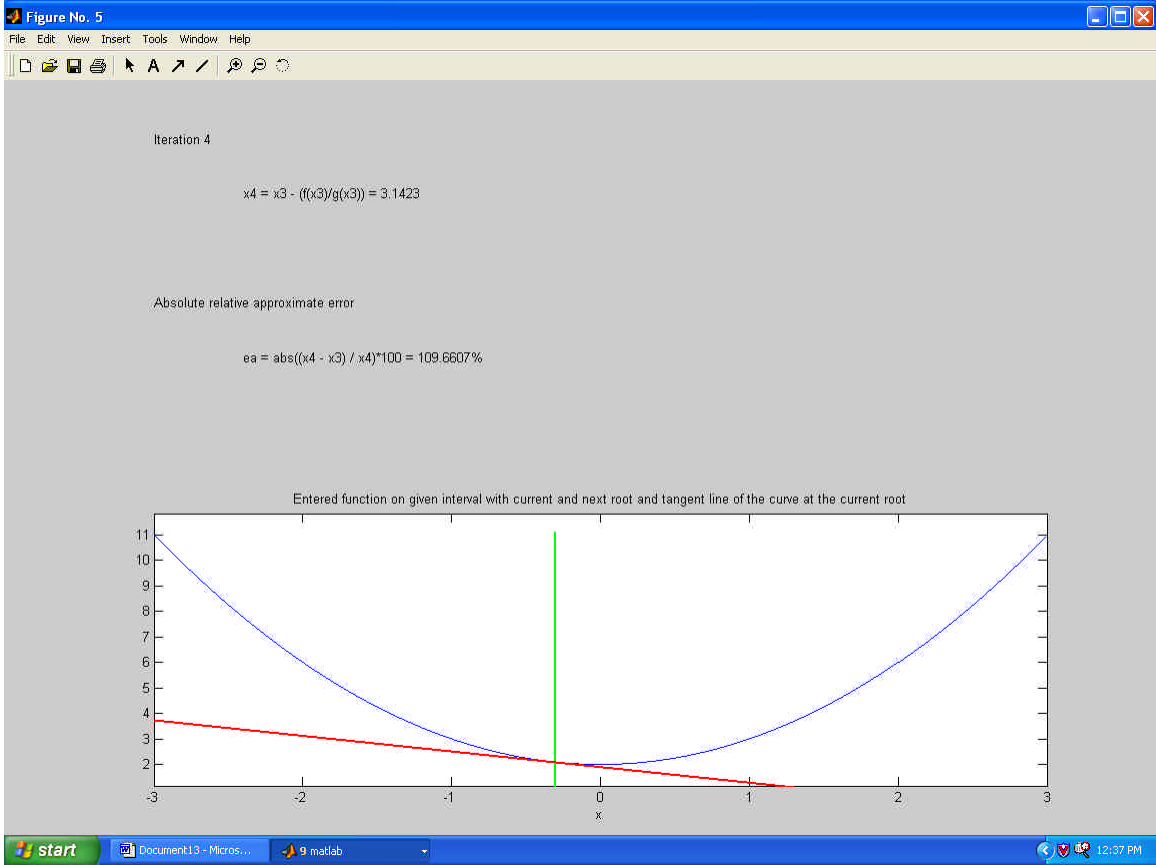 Figure No. 5
File Edit View Insert Tools Window Help
A
Iteration 4
x4 = x3 - (f(x3)/g(x3)) = 3.1423
Absolute relative approximate error
ea = abs((x4 - x3) / x4)*100 = 109.6607%
Entered function on given interval with current and next root and tangent line of the curve at the current root
11
10
9
8
7
6
5
4
3
2
-3 -2 -1 0 1 2 3
x
start Document13 - Micros... 9 matlab 12:37 PM